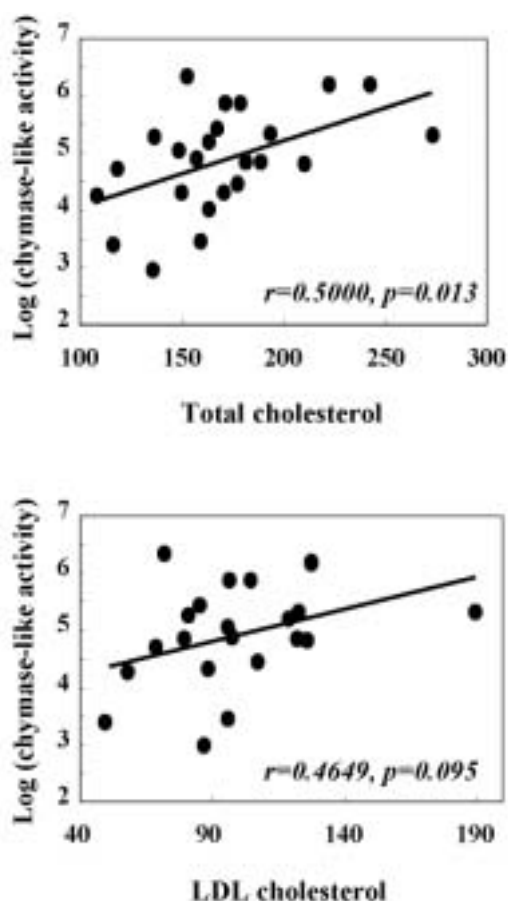 Log (chymase-like activity)
7
6
5
4
3
2
r=0.5000, p=0.013
100 150 200 250 300
Total cholesterol
Log (chymase-like activity)
7
6
5
4
3
2
r=0.4649, p=0.095
40 90 140 190
LDL cholesterol